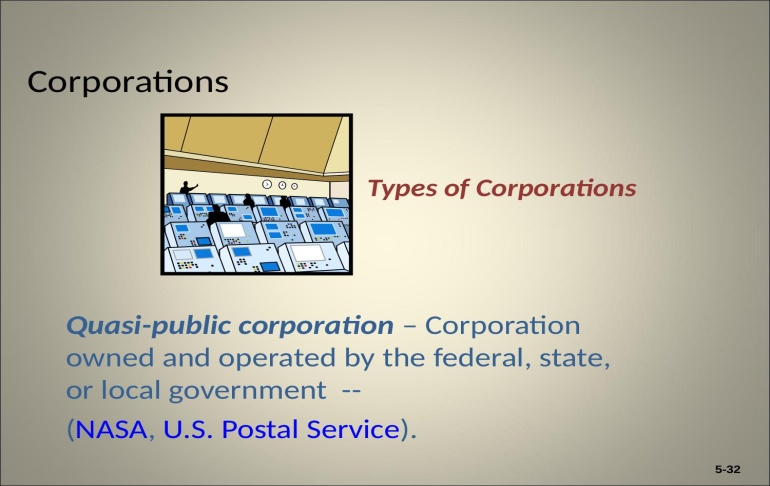 Corporations
Types of Corporations
Quasi-public corporation – Corporation
owned and operated by the federal, state,
or local government  --
(NASA, U.S. Postal Service).
5-32